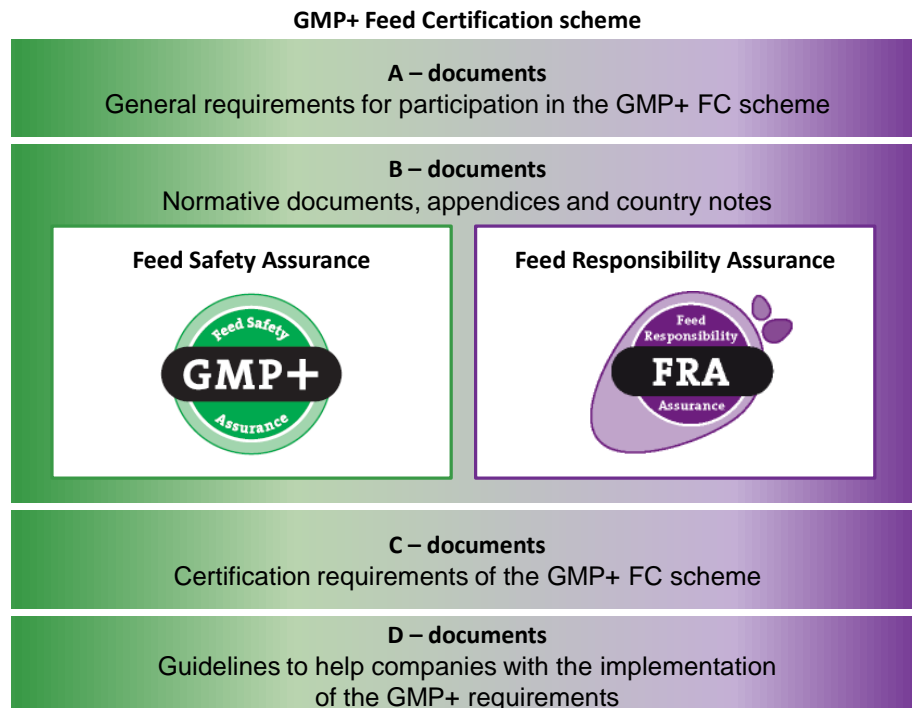 GMP+ Feed Certification scheme
A – documents
General requirements for participation in the GMP+ FC scheme
B – documents
Normative documents, appendices and country notes
Feed Safety Assurance
Feed Safety
GMP+
Assurance
Feed Responsibility Assurance
Feed
Responsibility
FRA
Assurance
C – documents
Certification requirements of the GMP+ FC scheme
D – documents
Guidelines to help companies with the implementation
of the GMP+ requirements